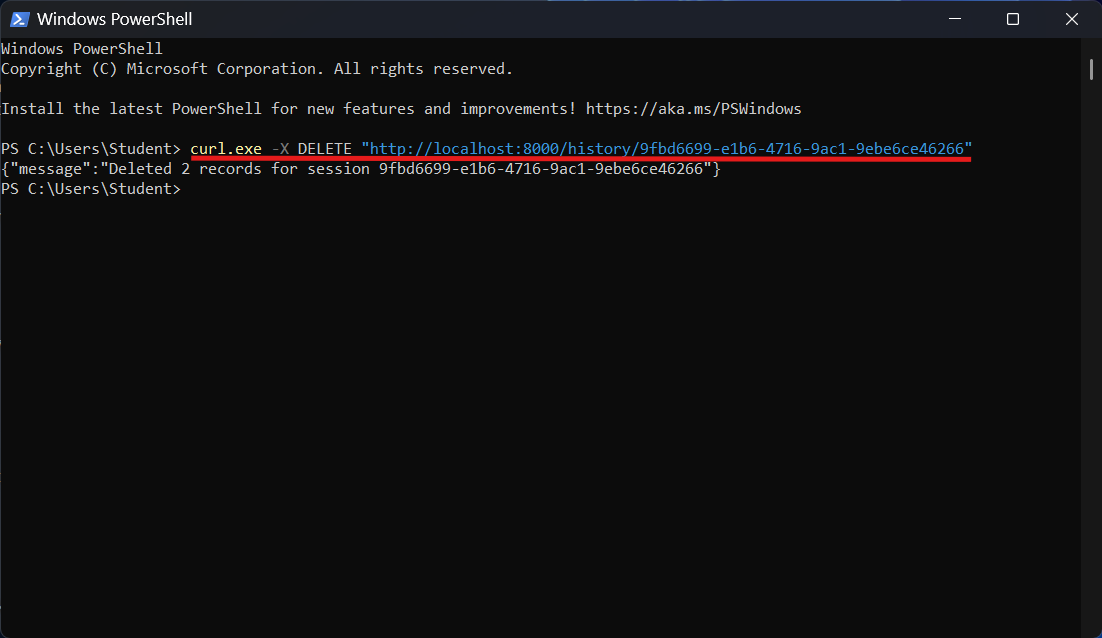 Windows PowerShell
Windows PowerShell
Copyright (C) Microsoft Corporation. All rights reserved.
Install the latest PowerShell for new features and improvements! https://aka.ms/PSWindows
PS C:\Users\Student> curl.exe -X DELETE "http://localhost:8000/history/9fbd6699-e1b6-4716-9ac1-9ebe6ce46266"
{"message":"Deleted 2 records for session 9fbd6699-e1b6-4716-9ac1-9ebe6ce46266"}
PS C:\Users\Student>